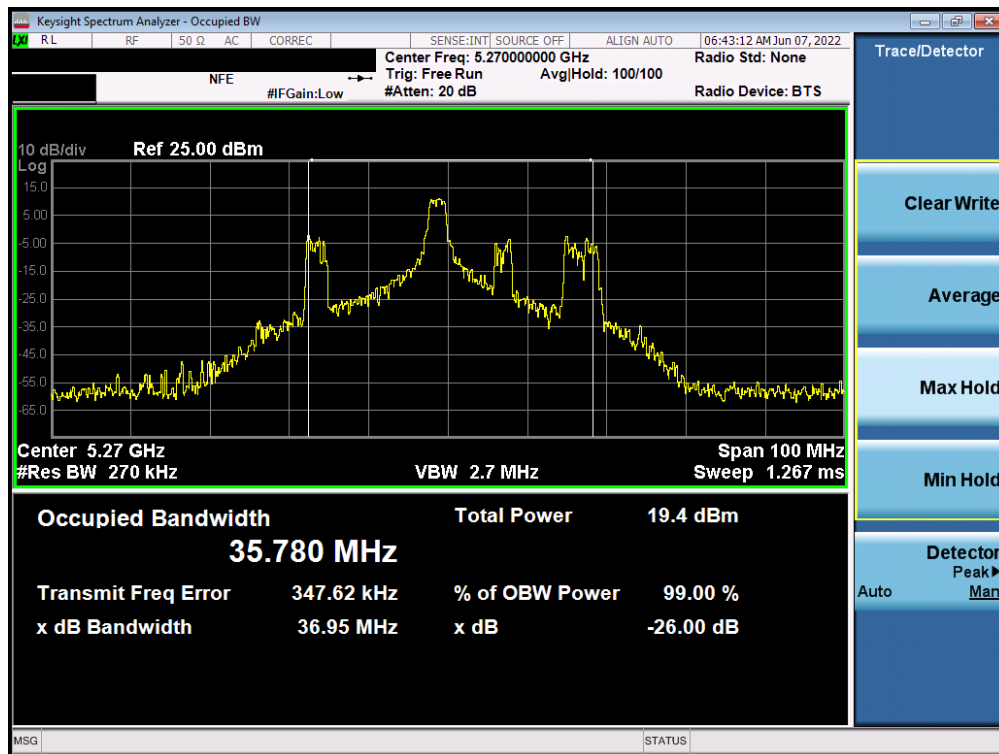 Keysight Spectrum Analyzer - Occupied BW
LXI RL RF 50 Ω AC CORREC SENSE:INT SOURCE OFF ALIGN AUTO 06:43:12 AM Jun 07, 2022
Center Freq: 5.270000000 GHz Radio Std: None
NFE Trig: Free Run Avg|Hold: 100/100
#IFGain:Low #Atten: 20 dB Radio Device: BTS
10 dB/div Ref 25.00 dBm
Log
15.0
5.00
-5.00
-15.0
-25.0
-35.0
-45.0
-55.0
-65.0
Center 5.27 GHz Span 100 MHz
#Res BW 270 kHz VBW 2.7 MHz Sweep 1.267 ms
Occupied Bandwidth Total Power 19.4 dBm
35.780 MHz
Transmit Freq Error 347.62 kHz % of OBW Power 99.00 %
x dB Bandwidth 36.95 MHz x dB -26.00 dB
MSG STATUS
Trace/Detector
Clear Write
Average
Max Hold
Min Hold
Detector
Peak▶
Auto Man